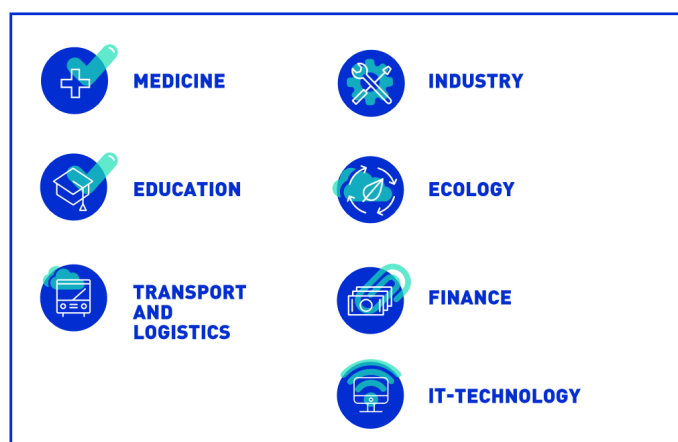 MEDICINE
EDUCATION
TRANSPORT
AND
LOGISTICS
INDUSTRY
ECOLOGY
FINANCE
IT-TECHNOLOGY